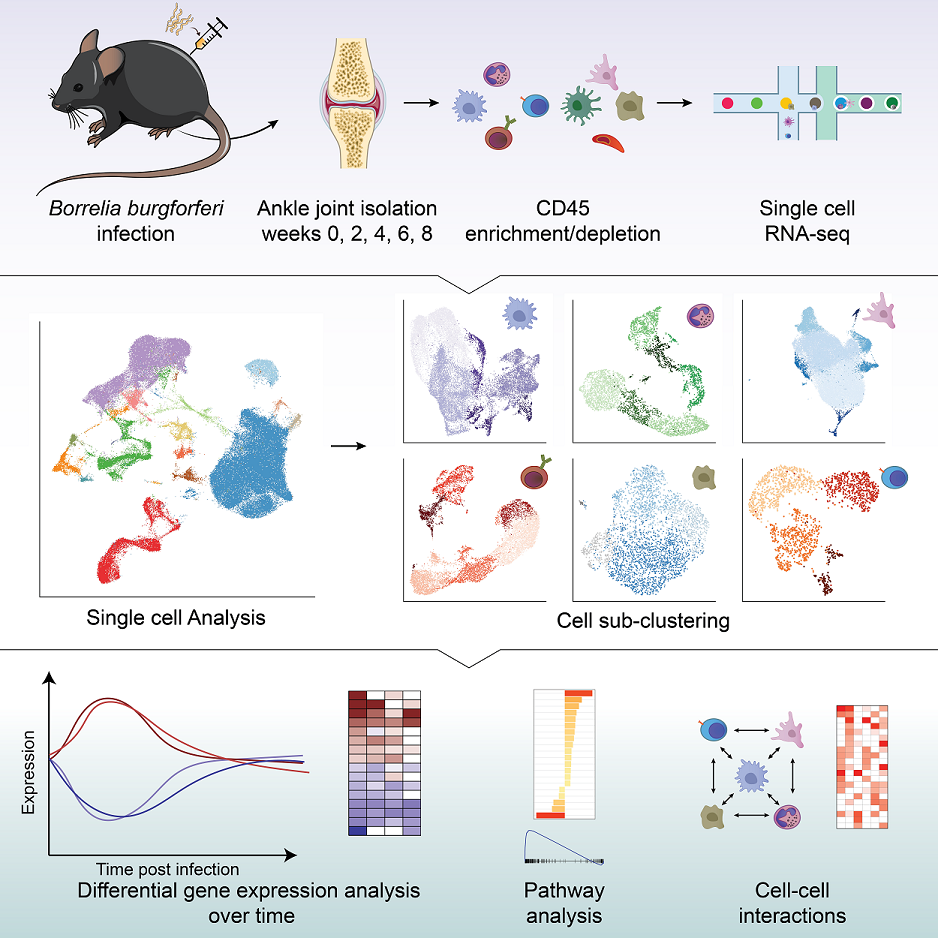 Borrelia burgforferi
infection
Ankle joint isolation
weeks 0, 2, 4, 6, 8
CD45
enrichment/depletion
Single cell
RNA-seq
Single cell Analysis
Cell sub-clustering
Expression
Time post infection
Differential gene expression analysis
over time
Pathway
analysis
Cell-cell
interactions